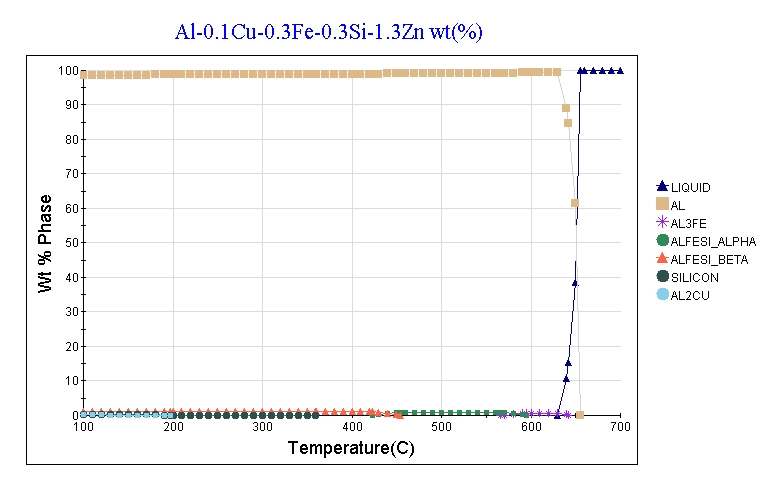 Al-0.1Cu-0.3Fe-0.3Si-1.3Zn wt(%)
100
90
80
70
60
50
40
30
20
10
0
Wt % Phase
100 200 300 400 500 600 700
Temperature(C)
LIQUID
AL
AL3FE
ALFESI_ALPHA
ALFESI_BETA
SILICON
AL2CU